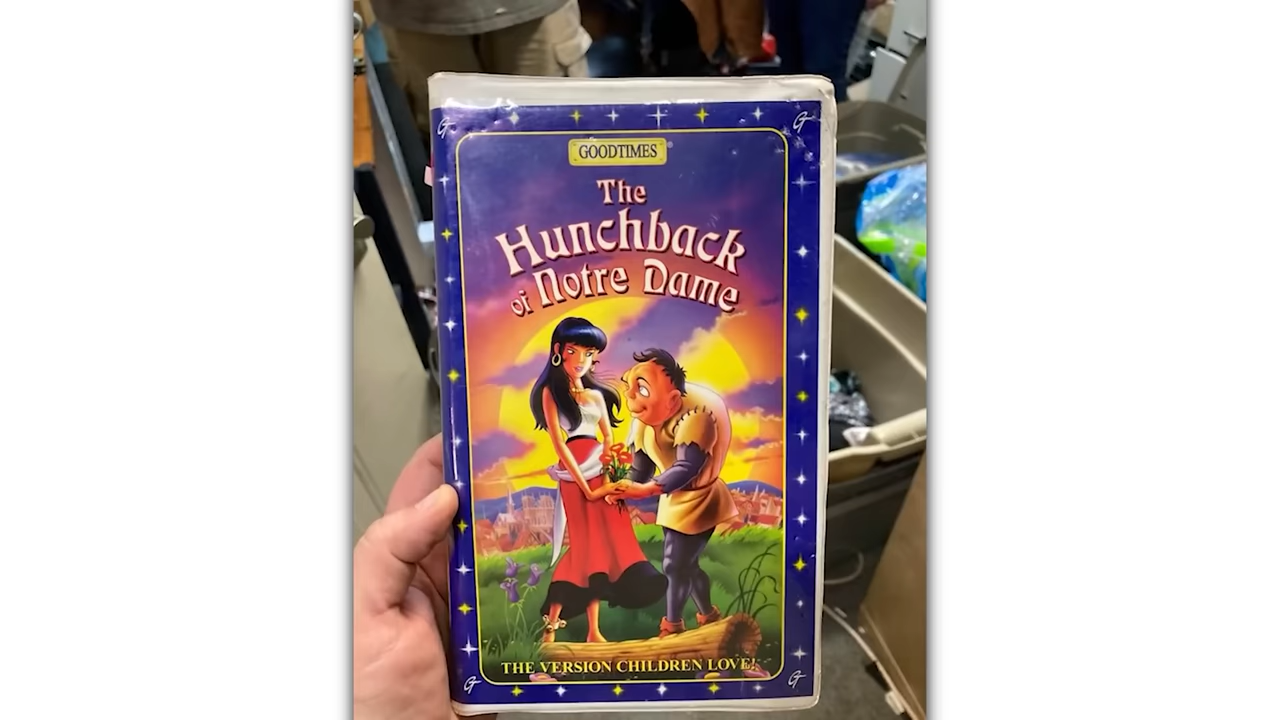 GOODTIMES
The
Hunchback
of Notre Dame
THE VERSION CHILDREN LOVE!